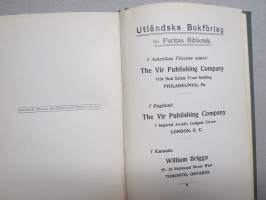 Utländska Bokförlag
för Puritas Bibliotek.
I Amerikas Förenta stater:
The Vir Publishing Company
1134 Real Estate Trust Building
PHILADELPHIA, Pa
I England:
The Vir Publishing Company
7 Imperial Arcade, Ludgate Circus
LONDON, E. C.
I Kanada:
William Briggs
29—33 Richmond Street West
TORONTO, ONTARIO